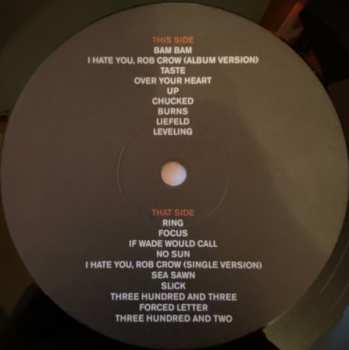 THIS SIDE
BAM BAM
I HATE YOU, ROB CROW (ALBUM VERSION)
TASTE
OVER YOUR HEART
UP
CHUCKED
BURNS
LIEFELD
LEVELING
THAT SIDE
RING
FOCUS
IF WADE WOULD CALL
NO SUN
I HATE YOU, ROB CROW (SINGLE VERSION)
SEA SAWN
SLICK
THREE HUNDRED AND THREE
FORCED LETTER
THREE HUNDRED AND TWO